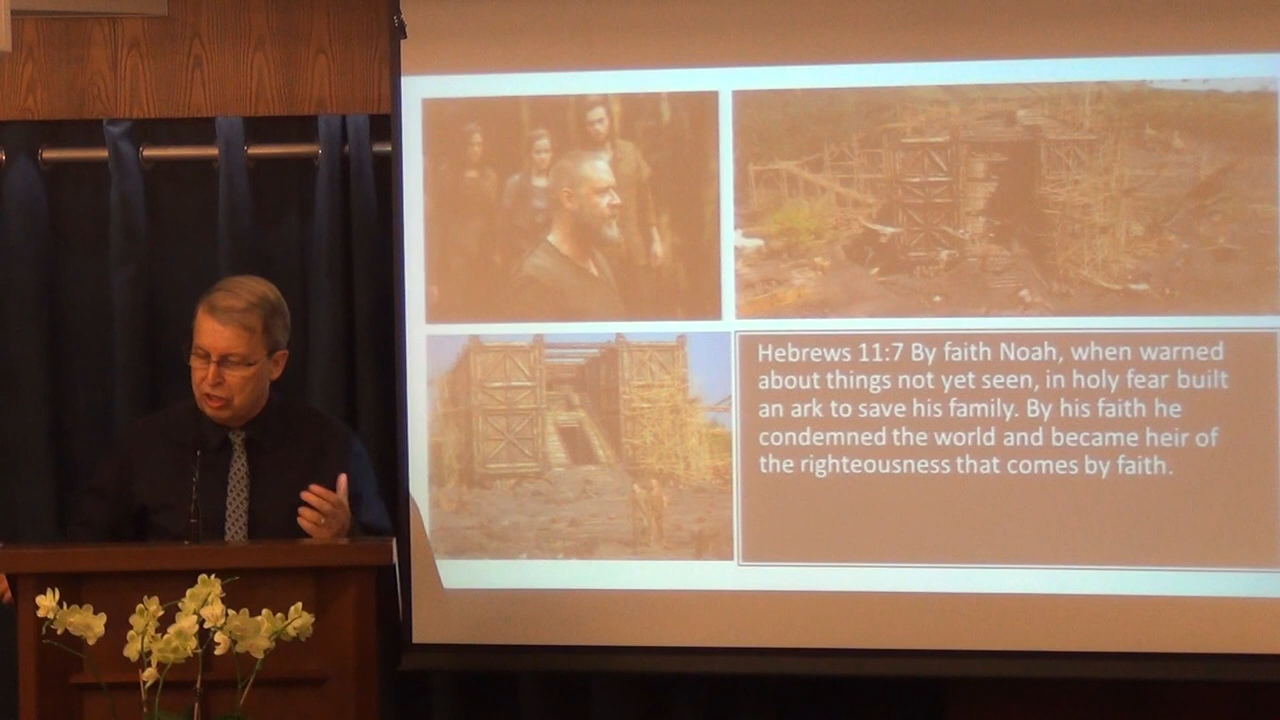 Hebrews 11:7 By faith Noah, when warned
about things not yet seen, in holy fear built
an ark to save his family. By his faith he
condemned the world and became heir of
the righteousness that comes by faith.